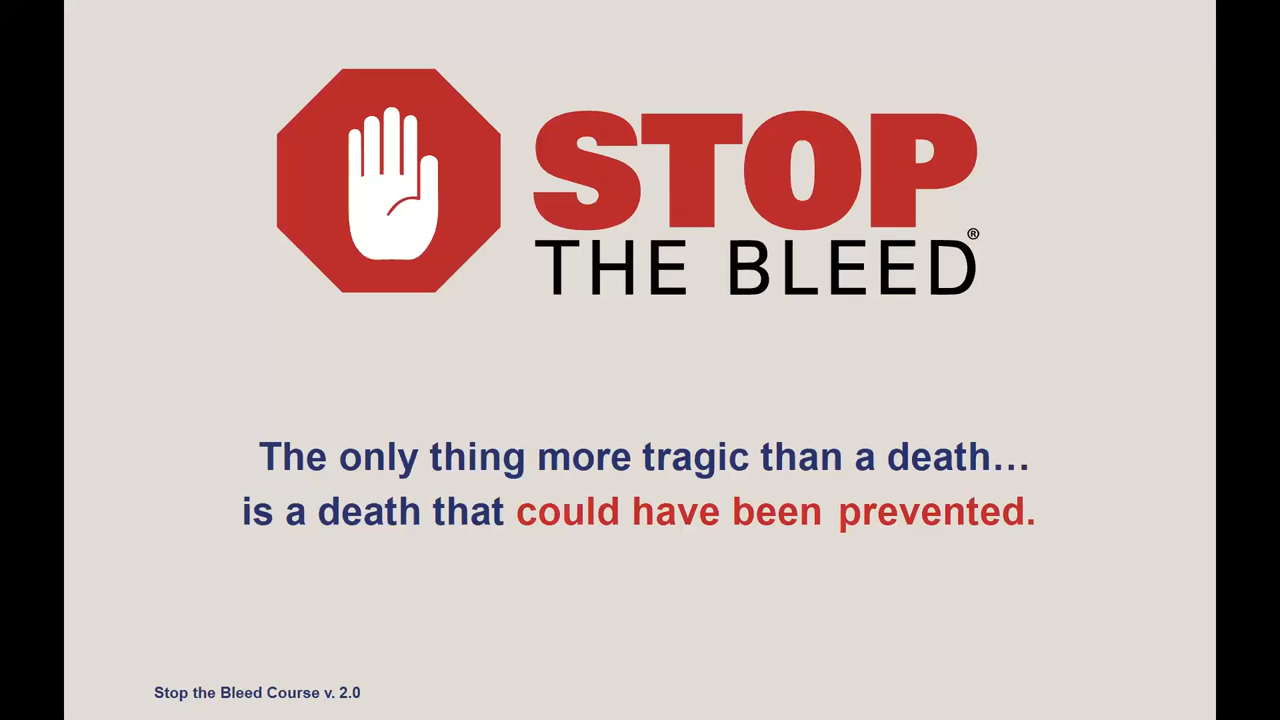 STOP
THE BLEED®
The only thing more tragic than a death…
is a death that could have been prevented.
Stop the Bleed Course v. 2.0